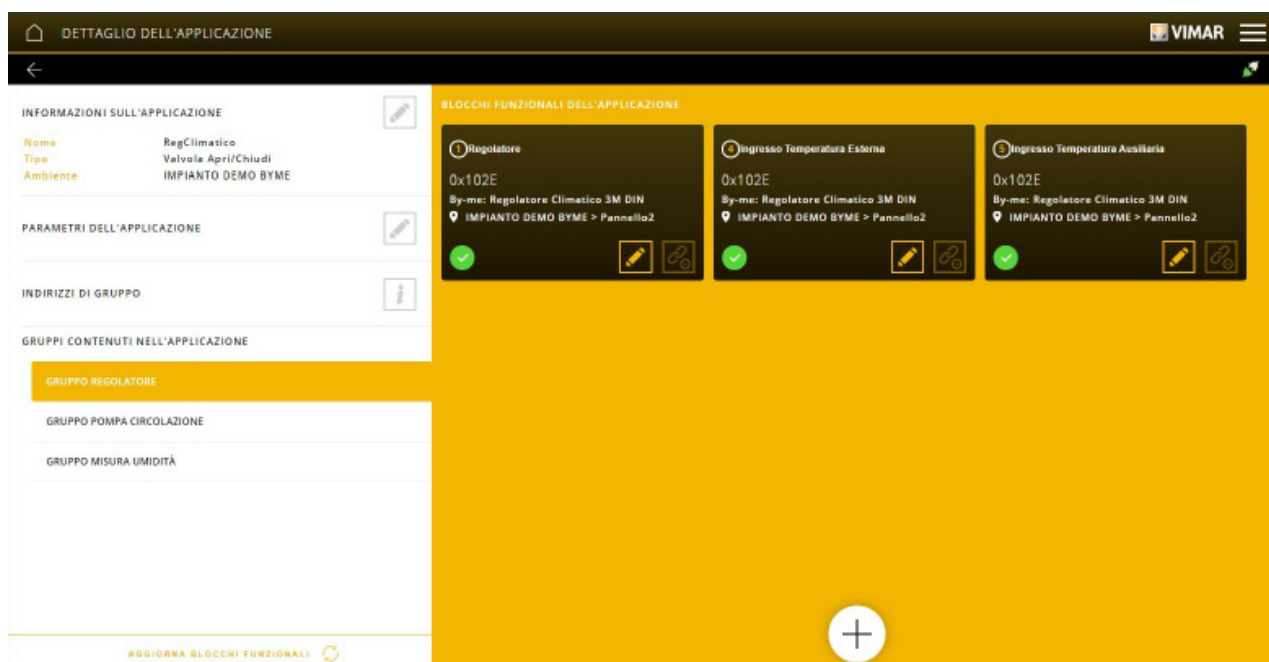 DETTAGLIO DELL'APPLICAZIONE
VIMAR
INFORMAZIONI SULL'APPLICAZIONE
Nome RegClimatico
Tipo Valvola Apri/Chiudi
Ambiente IMPIANTO DEMO BYME
PARAMETRI DELL'APPLICAZIONE
INDIRIZZI DI GRUPPO
i
GRUPPI CONTENUTI NELL'APPLICAZIONE
GRUPPO REGOLATORE
GRUPPO POMPA CIRCOLAZIONE
GRUPPO MISURA UMIDITÀ
AGGIORNA BLOCCHI FUNZIONALI
BLOCCHI FUNZIONALI DELL'APPLICAZIONE
1 Regolatore
0x102E
By-me: Regolatore Climatico 3M DIN
IMPIANTO DEMO BYME > Pannello2
4 Ingresso Temperatura Esterna
0x102E
By-me: Regolatore Climatico 3M DIN
IMPIANTO DEMO BYME > Pannello2
5 Ingresso Temperatura Ausiliaria
0x102E
By-me: Regolatore Climatico 3M DIN
IMPIANTO DEMO BYME > Pannello2